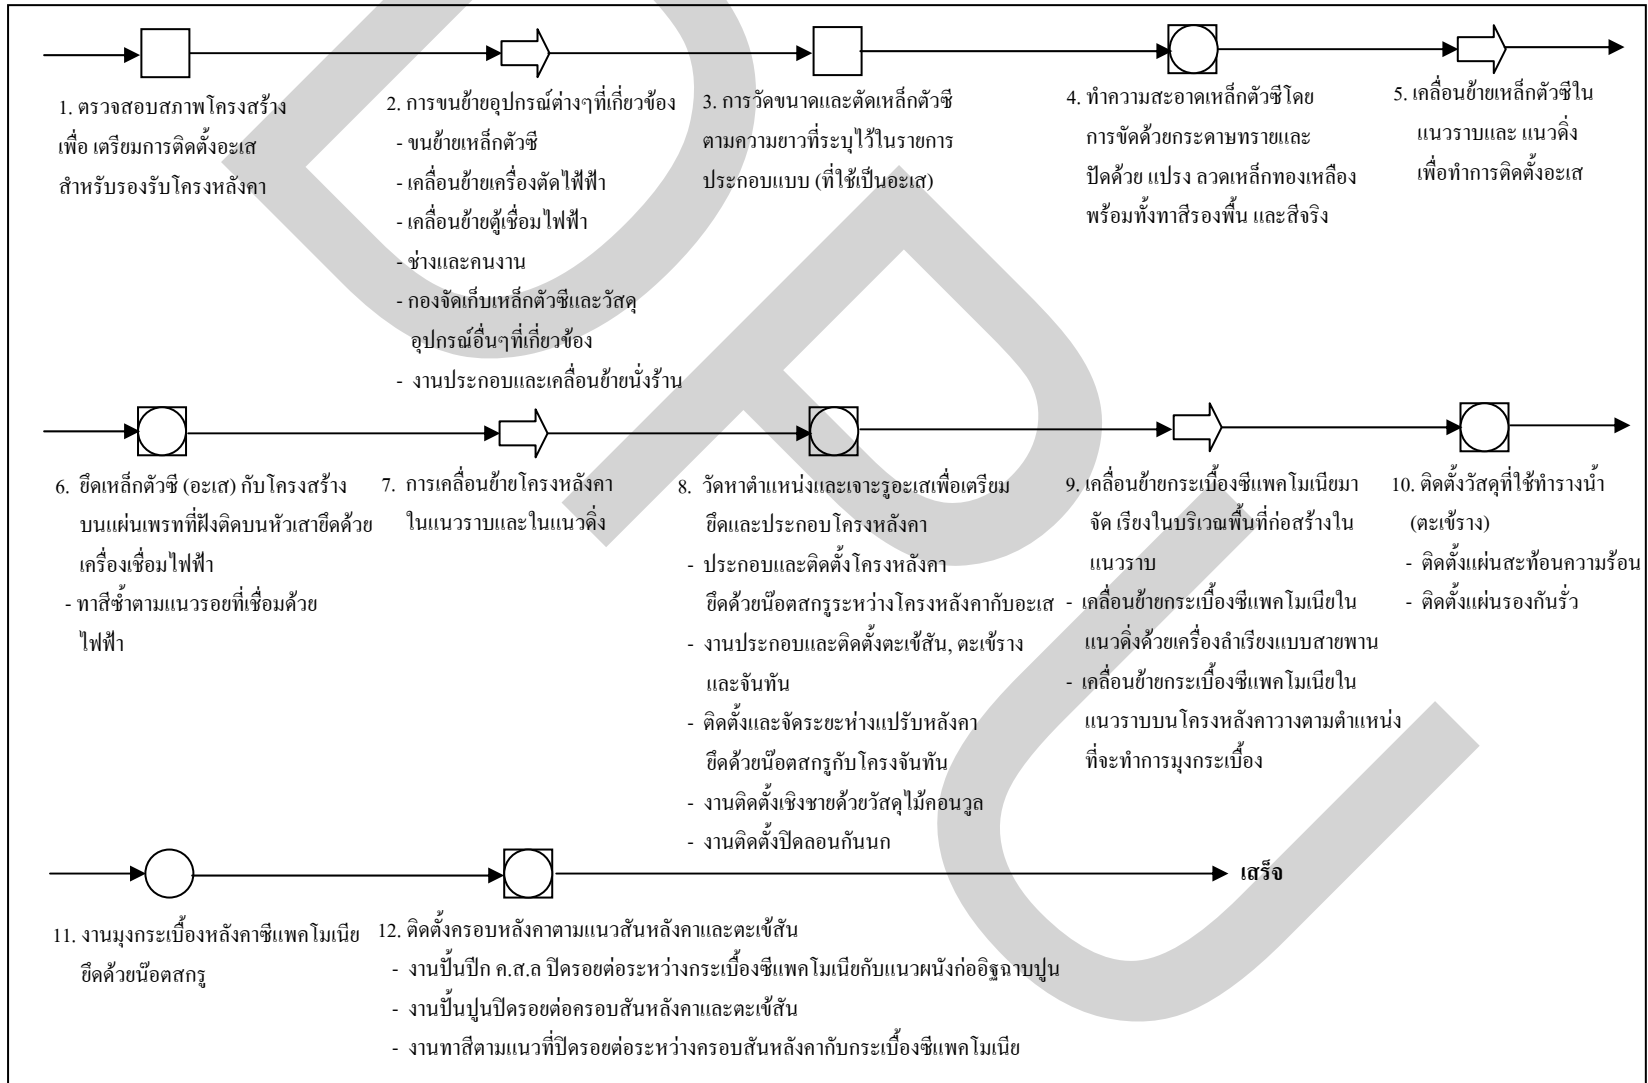 1. ตรวจสอบสภาพโครงสร้าง
เพื่อ เตรียมการติดตั้งอะเส
สำหรับรองรับโครงหลังคา
2. การขนย้ายอุปกรณ์ต่างๆที่เกี่ยวข้อง
- ขนย้ายเหล็กตัวซี
- เคลื่อนย้ายเครื่องตัดไฟ้ฟ้า
- เคลื่อนย้ายตู้เชื่อมไฟฟ้า
- ช่างและคนงาน
- กองจัดเก็บเหล็กตัวซีและวัสดุ
อุปกรณ์อื่นๆที่เกี่ยวข้อง
- งานประกอบและเคลื่อนย้ายนั่งร้าน
3. การวัดขนาดและตัดเหล็กตัวซี
ตามความยาวที่ระบุไว้ในรายการ
ประกอบแบบ (ที่ใช้เป็นอะเส)
4. ทำความสะอาดเหล็กตัวซีโดย
การขัดด้วยกระดาษทรายและ
ปัดด้วย แปรง ลวดเหล็กทองเหลือง
พร้อมทั้งทาสีรองพื้น และสีจริง
5. เคลื่อนย้ายเหล็กตัวซีใน
แนวราบและ แนวดิ่ง
เพื่อทำการติดตั้งอะเส
6. ยึดเหล็กตัวซี (อะเส) กับโครงสร้าง
บนแผ่นเพรทที่ฝังติดบนหัวเสายึดด้วย
เครื่องเชื่อมไฟฟ้า
- ทาสีซ้ำตามแนวรอยที่เชื่อมด้วย
ไฟฟ้า
7. การเคลื่อนย้ายโครงหลังคา
ในแนวราบและในแนวดิ่ง
8. วัดหาตำแหน่งและเจาะรูอะเสเพื่อเตรียม
ยึดและประกอบโครงหลังคา
- ประกอบและติดตั้งโครงหลังคา
ยึดด้วยน๊อตสกรูระหว่างโครงหลังคากับอะเส
- งานประกอบและติดตั้งตะเข้สัน, ตะเข้ราง
และจันทัน
- ติดตั้งและจัดระยะห่างแปรับหลังคา
ยึดด้วยน๊อตสกรูกับโครงจันทัน
- งานติดตั้งเชิงชายด้วยวัสดุไม้คอนวูล
- งานติดตั้งปิดลอนกันนก
9. เคลื่อนย้ายกระเบื้องซีแพคโมเนียมา
จัด เรียงในบริเวณพื้นที่ก่อสร้างใน
แนวราบ
- เคลื่อนย้ายกระเบื้องซีแพคโมเนียใน
แนวดิ่งด้วยเครื่องลำเรียงแบบสายพาน
- เคลื่อนย้ายกระเบื้องซีแพคโมเนียใน
แนวราบบนโครงหลังคาวางตามตำแหน่ง
ที่จะทำการมุงกระเบื้อง
10. ติดตั้งวัสดุที่ใช้ทำรางน้ำ
(ตะเข้ราง)
- ติดตั้งแผ่นสะท้อนความร้อน
- ติดตั้งแผ่นรองกันรั่ว
เสร็จ
11. งานมุงกระเบื้องหลังคาซีแพคโมเนีย
ยึดด้วยน๊อตสกรู
12. ติดตั้งครอบหลังคาตามแนวสันหลังคาและตะเข้สัน
- งานปั้นปีก ค.ส.ล ปิดรอยต่อระหว่างกระเบื้องซีแพคโมเนียกับแนวผนังก่ออิฐฉาบปูน
- งานปั้นปูนปิดรอยต่อครอบสันหลังคาและตะเข้สัน
- งานทาสีตามแนวที่ปิดรอยต่อระหว่างครอบสันหลังคากับกระเบื้องซีแพคโมเนีย
DPU